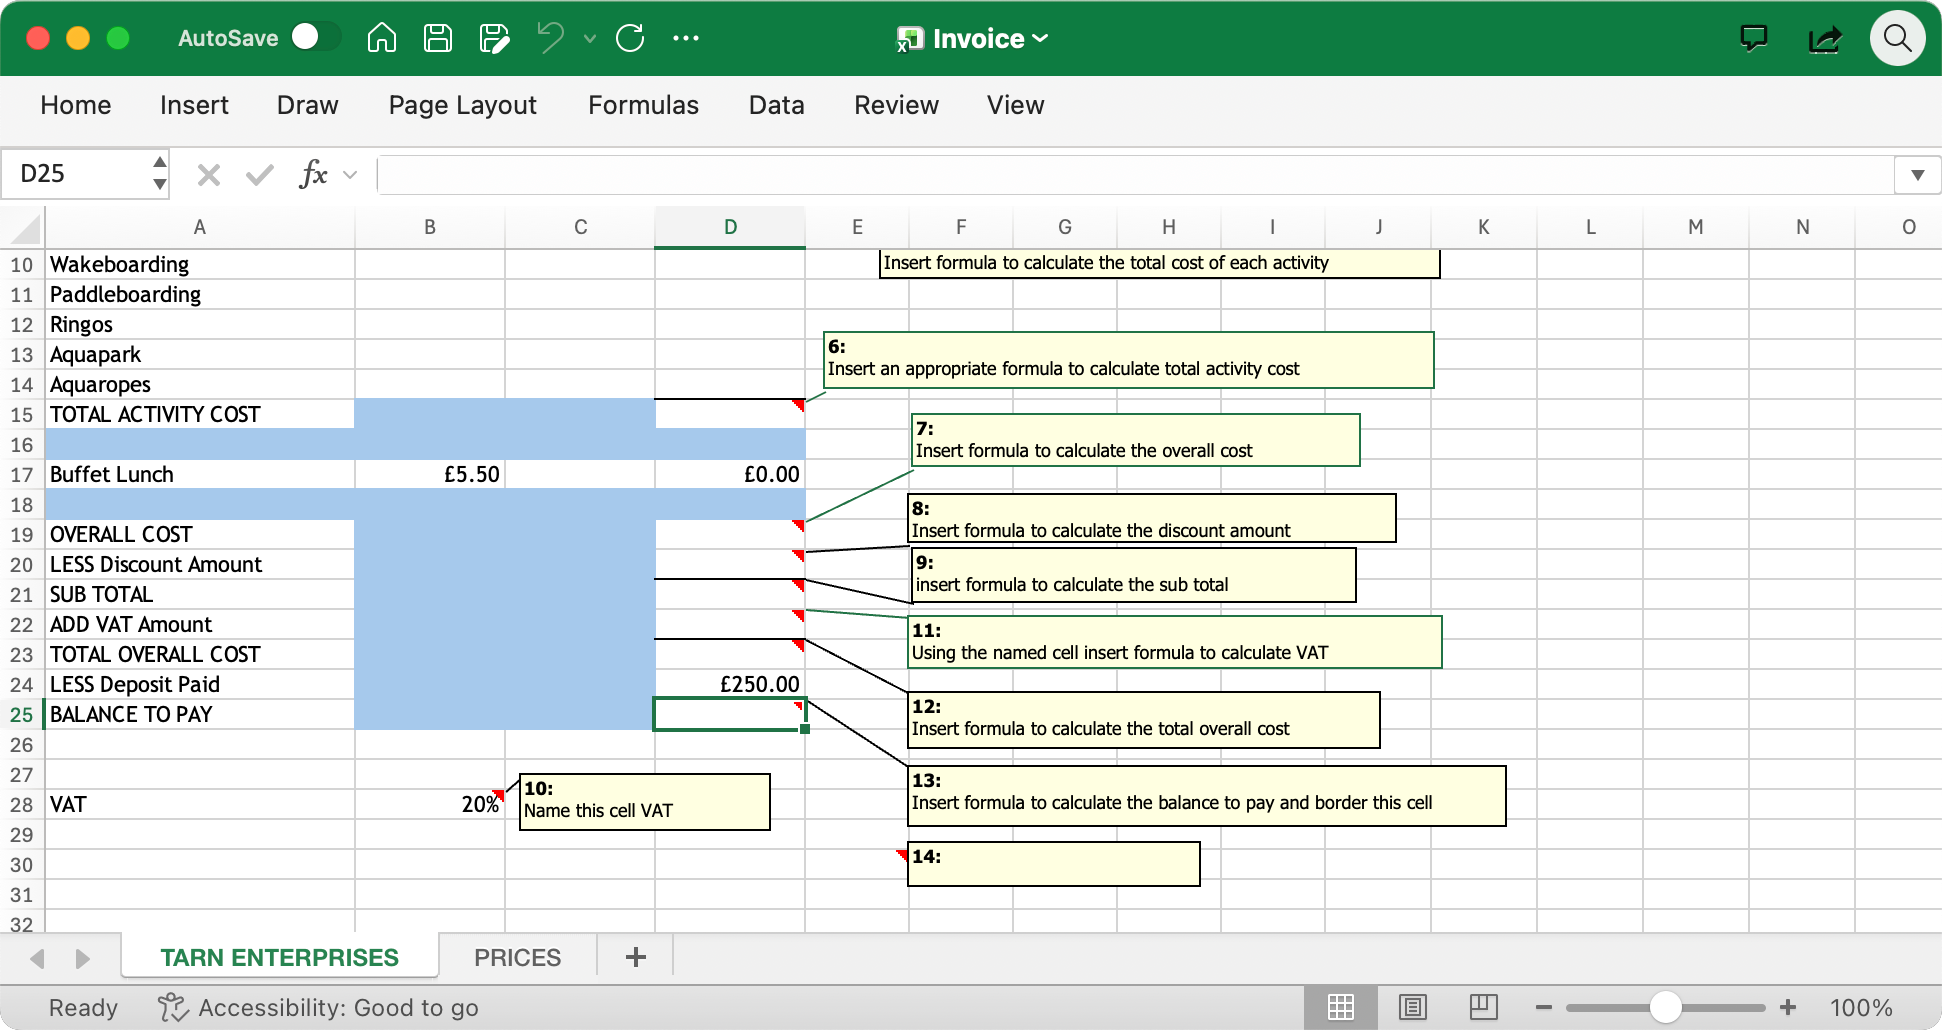 AutoSave
Invoice
Home Insert Draw Page Layout Formulas Data Review View
D25 fx
A B C D E F G H I J K L M N O
10 Wakeboarding
Insert formula to calculate the total cost of each activity
11 Paddleboarding
12 Ringos
13 Aquapark
6:
Insert an appropriate formula to calculate total activity cost
14 Aquaropes
15 TOTAL ACTIVITY COST
16
7:
Insert formula to calculate the overall cost
17 Buffet Lunch £5.50 £0.00
18
8:
Insert formula to calculate the discount amount
19 OVERALL COST
20 LESS Discount Amount
9:
insert formula to calculate the sub total
21 SUB TOTAL
22 ADD VAT Amount
11:
Using the named cell insert formula to calculate VAT
23 TOTAL OVERALL COST
24 LESS Deposit Paid £250.00
25 BALANCE TO PAY
12:
Insert formula to calculate the total overall cost
26
27
10:
Name this cell VAT
13:
Insert formula to calculate the balance to pay and border this cell
28 VAT 20%
29
30
14:
31
32
TARN ENTERPRISES PRICES +
Ready Accessibility: Good to go 100%